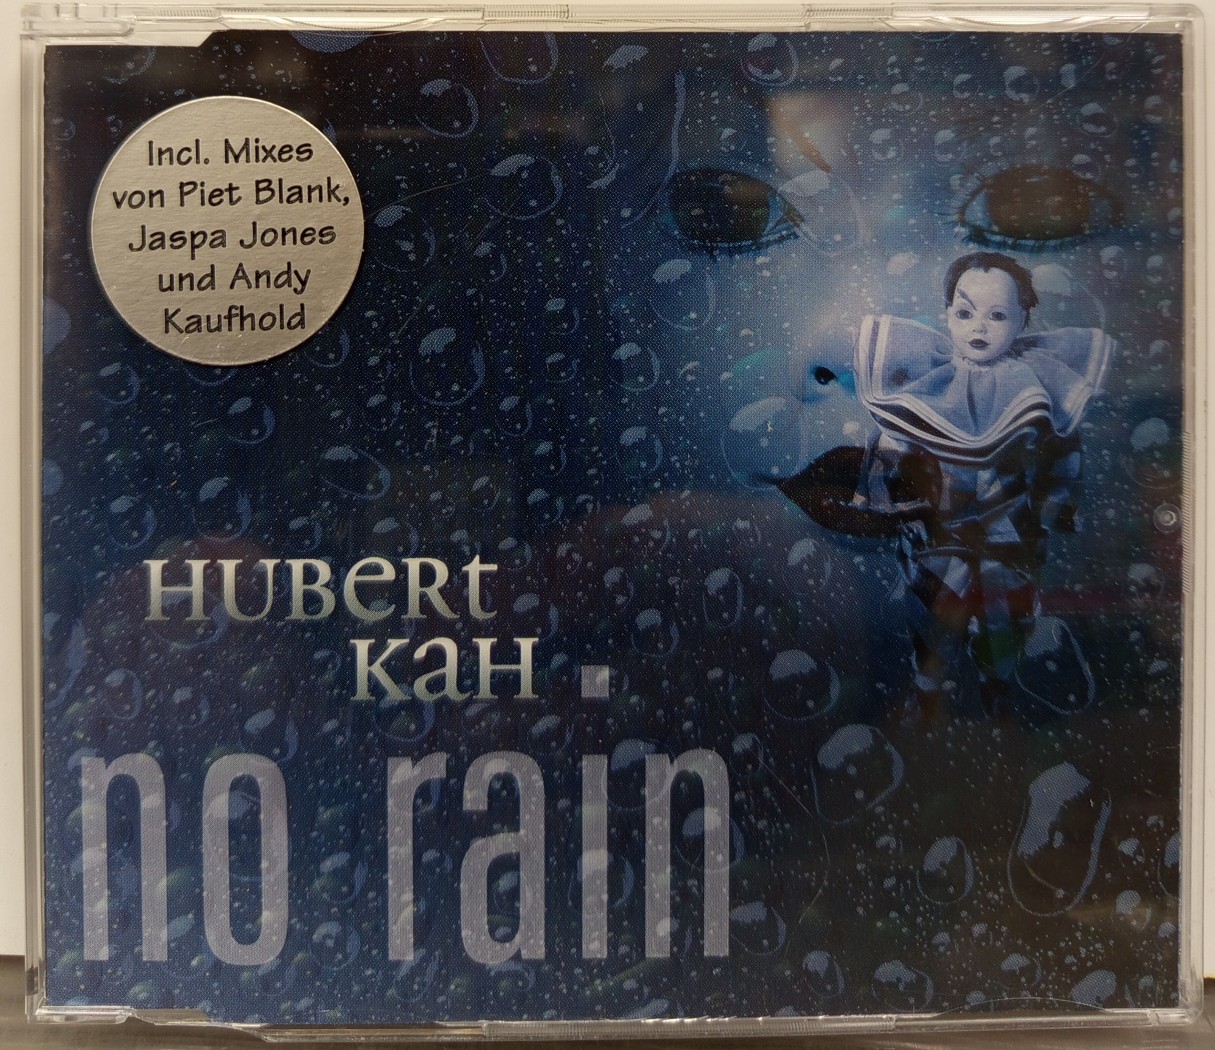 Incl. Mixes
von Piet Blank,
Jaspa Jones
und Andy
Kaufhold
HUBeRt
KaH
no rain